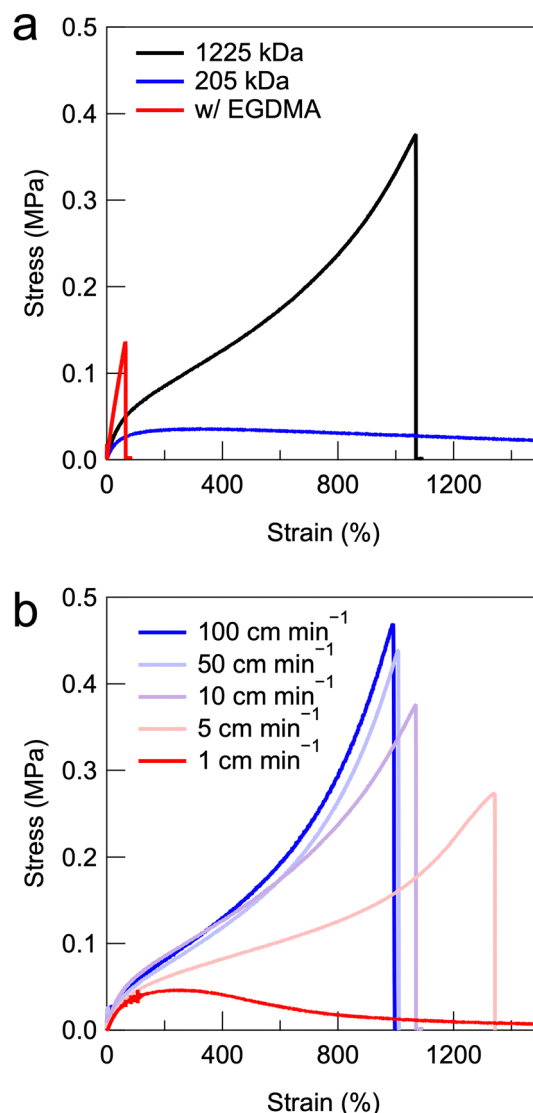 a
0.5
1225 kDa
205 kDa
w/ EGDMA
0.4
0.3
0.2
0.1
0.0
Stress (MPa)
0
400
800
1200
Strain (%)
b
0.5
100 cm min⁻¹
50 cm min⁻¹
10 cm min⁻¹
5 cm min⁻¹
1 cm min⁻¹
0.4
0.3
0.2
0.1
0.0
Stress (MPa)
0
400
800
1200
Strain (%)